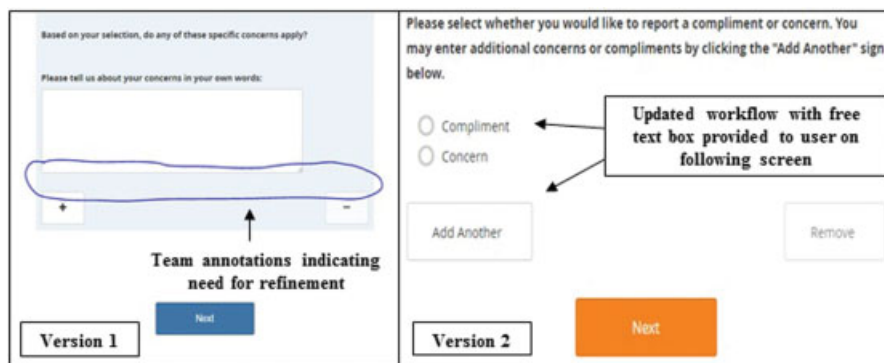 Based on your selection, do any of these specific concerns apply?
Please tell us about your concerns in your own words:
+
-
Team annotations indicating
need for refinement
Next
Version 1
Please select whether you would like to report a compliment or concern. You
may enter additional concerns or compliments by clicking the "Add Another" sign
below.
Compliment
Concern
Updated workflow with free
text box provided to user on
following screen
Add Another
Remove
Next
Version 2